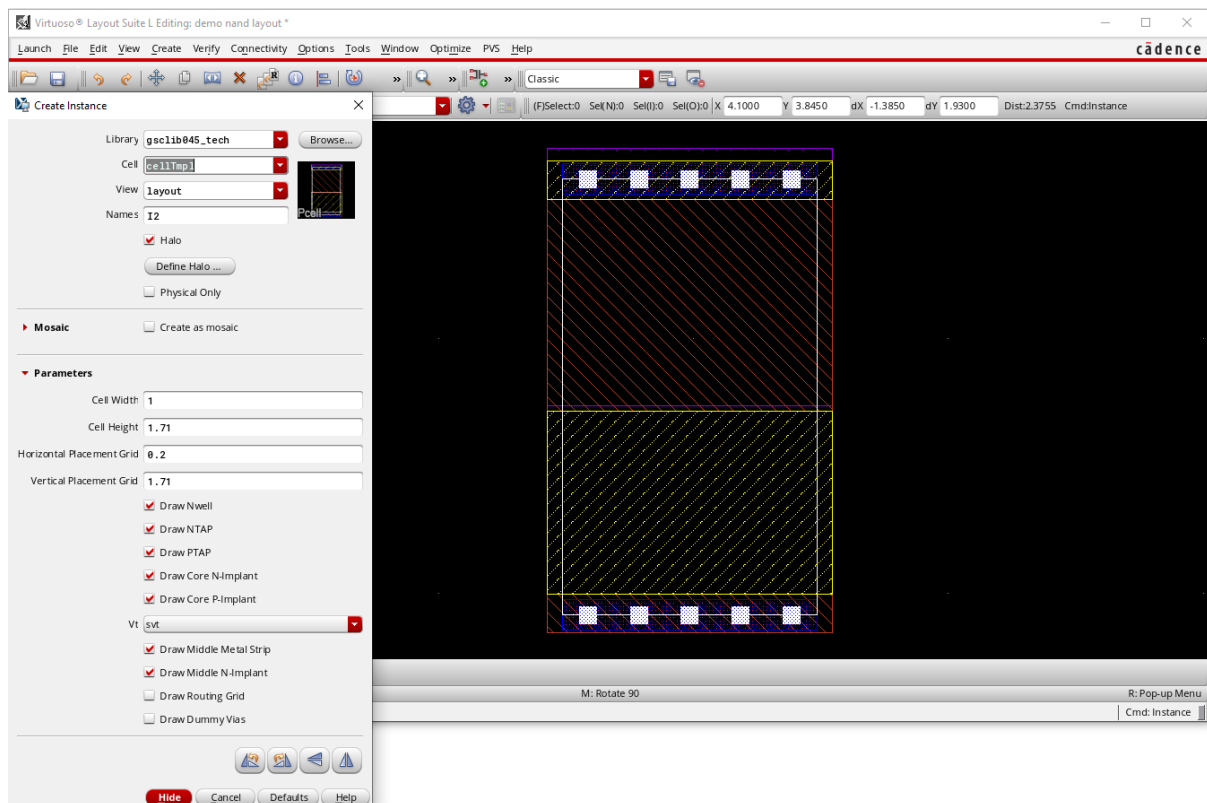 Virtuoso® Layout Suite L Editing: demo nand layout *
Launch File Edit View Create Verify Connectivity Options Tools Window Optimize PVS Help
cādence
R
» » » Classic
Create Instance
(F)Select:0 Sel(N):0 Sel(I):0 Sel(O):0 X 4.1000 Y 3.8450 dX -1.3850 dY 1.9300 Dist:2.3755 Cmd:Instance
Library gsclib045_tech Browse...
Cell cellTmpl
View layout
Names I2
Pcell
Halo
Define Halo ...
Physical Only
Mosaic Create as mosaic
Parameters
Cell Width 1
Cell Height 1.71
Horizontal Placement Grid 0.2
Vertical Placement Grid 1.71
Draw Nwell
Draw NTAP
Draw PTAP
Draw Core N-Implant
Draw Core P-Implant
Vt svt
Draw Middle Metal Strip
Draw Middle N-Implant
Draw Routing Grid
Draw Dummy Vias
M: Rotate 90 R: Pop-up Menu
Cmd: Instance
Hide Cancel Defaults Help